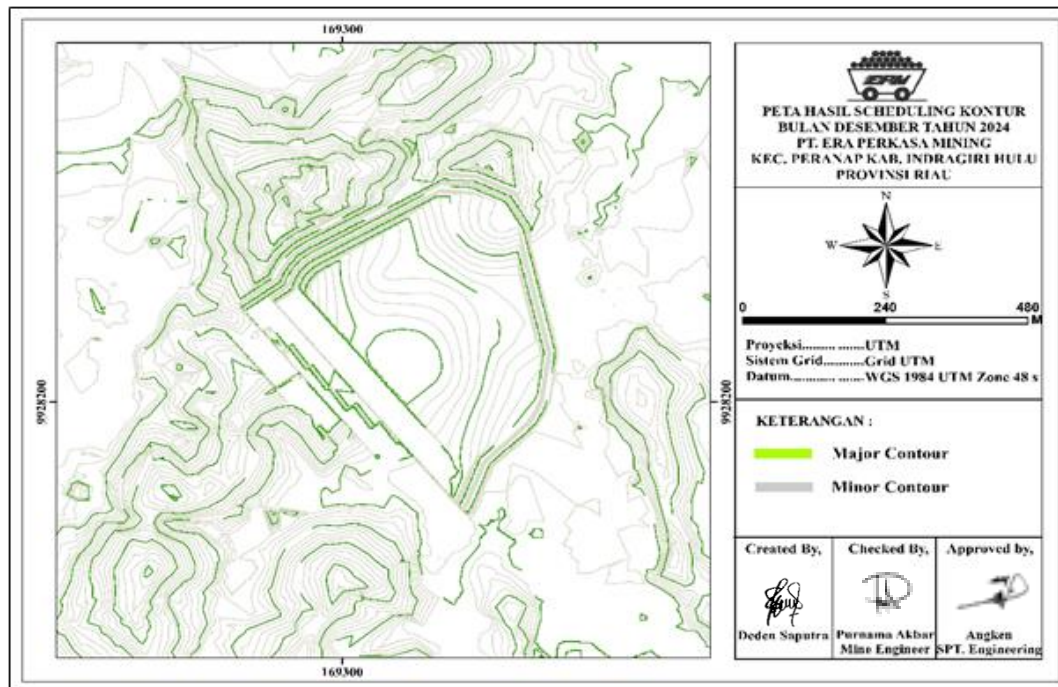 169300
9928200
9928200
169300
EPM
PETA HASIL SCHEDULING KONTUR
BULAN DESEMBER TAHUN 2024
PT. ERA PERKASA MINING
KEC. PERANAP KAB. INDRAGIRI HULU
PROVINSI RIAU
N
W E
S
0 240 480
M
Proyeksi.................UTM
Sistem Grid..........Grid UTM
Datum..................WGS 1984 UTM Zone 48 s
KETERANGAN :
Major Contour
Minor Contour
Created By,
Deden Saputra
Checked By,
Purnama Akbar
Mine Engineer
Approved by,
Angken
SPT. Engineering